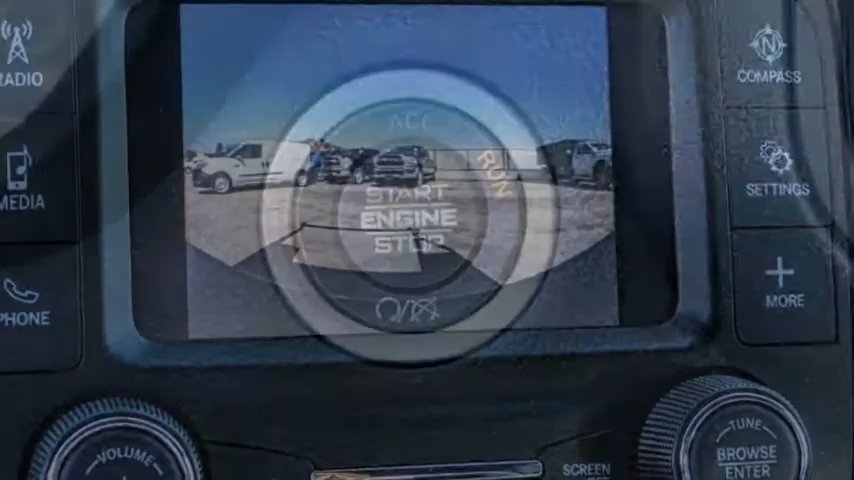 RADIO
COMPASS
ACC
RUN
MEDIA
SETTINGS
START
ENGINE
STOP
PHONE
MORE
VOLUME
TUNE
BROWSE
ENTER
SCREEN